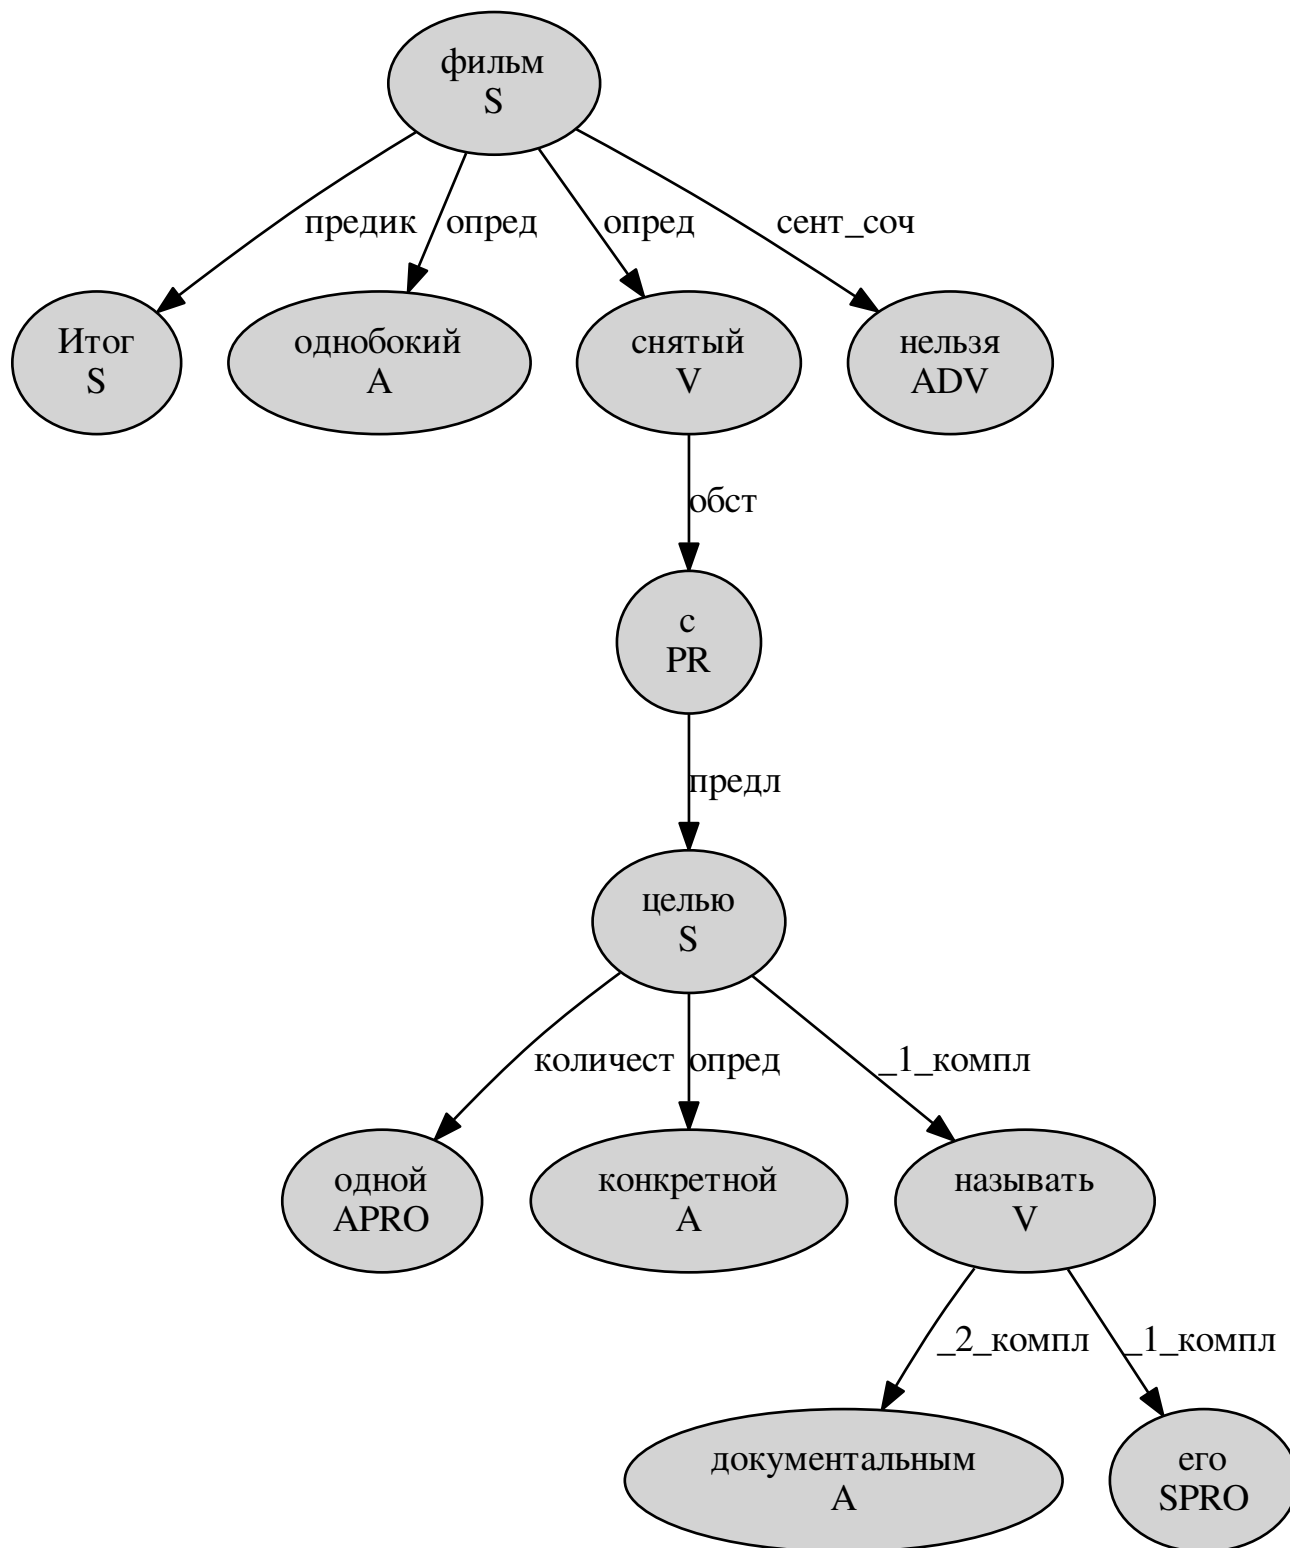 фильм
S
предик
опред
опред
сент_соч
Итог
S
однобокий
A
снятый
V
нельзя
ADV
обст
с
PR
предл
целью
S
количест
опред
_1_компл
одной
APRO
конкретной
A
называть
V
_2_компл
_1_компл
документальным
A
его
SPRO